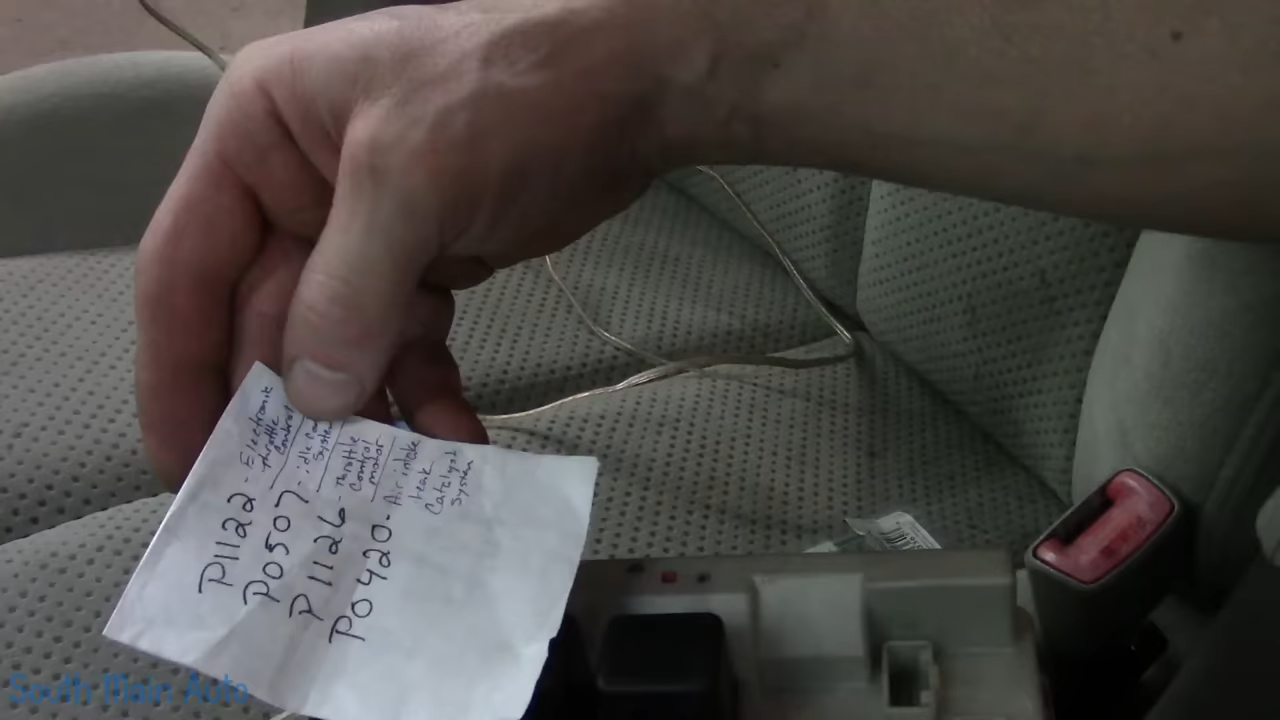 P1122 - Electronic
throttle
Control
P0507 - idle
System
P1126 - Throttle
Control
motor
P0420 - Air intake
leak
Catalyst
System
South Main Auto